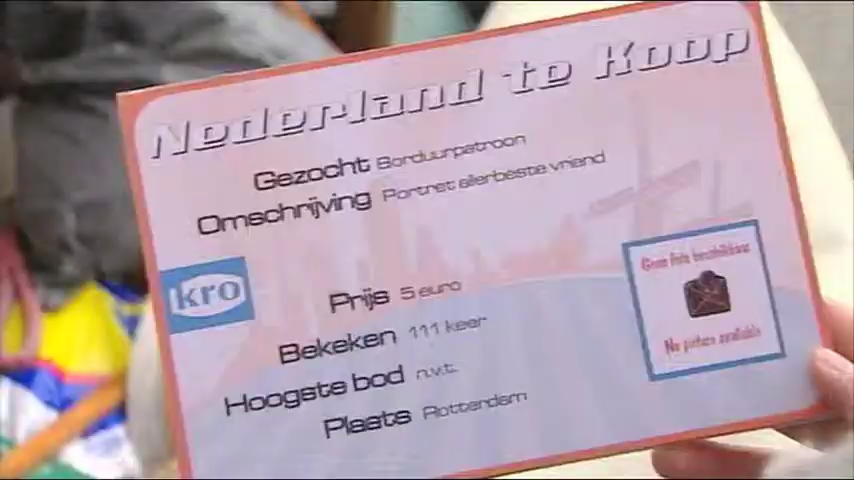 Nederland te Koop
Gezocht Borduurpatroon
Omschrijving Portret allerbeste vriend
kro
Prijs 5 euro
Bekeken 111 keer
Hoogste bod n.v.t.
Plaats Rotterdam
Geen foto beschikbaar
No picture available